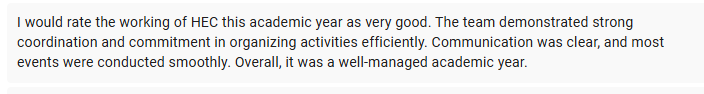 I would rate the working of HEC this academic year as very good. The team demonstrated strong
coordination and commitment in organizing activities efficiently. Communication was clear, and most
events were conducted smoothly. Overall, it was a well-managed academic year.